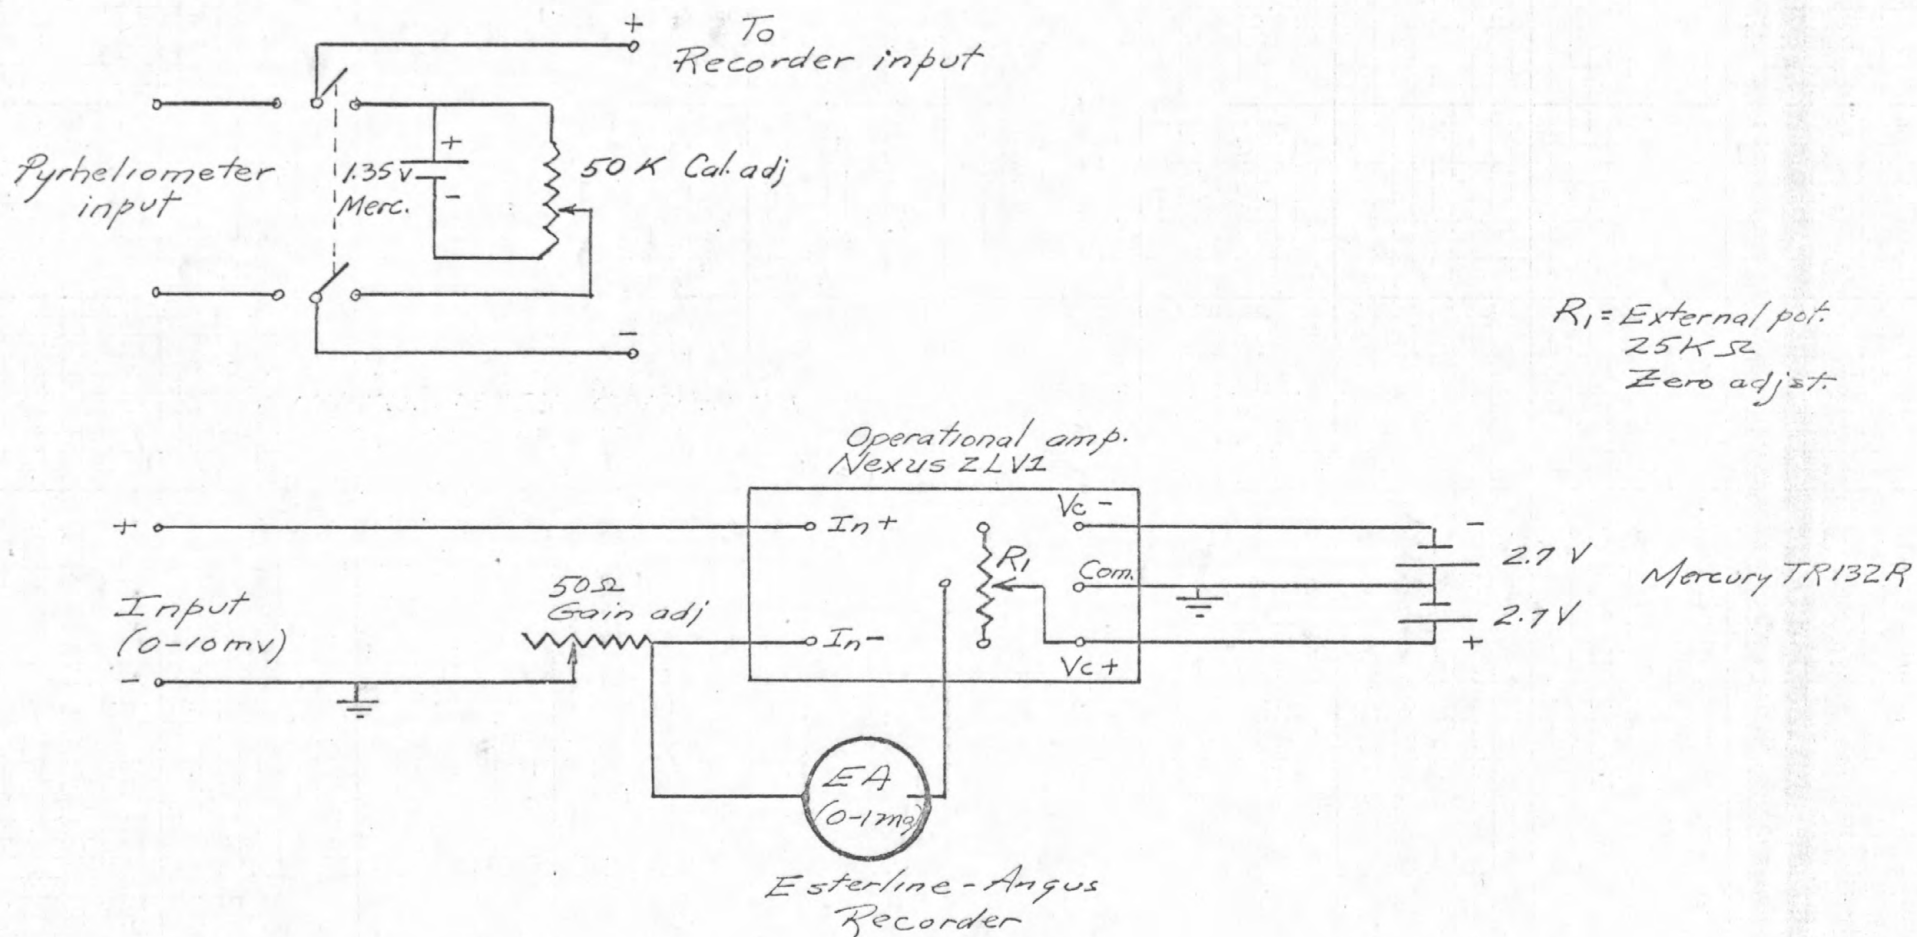 + To
Recorder input
Pyrheliometer
input
1.35 v
Merc.
+
-
50 K Cal. adj
-
R1 = External pot.
25K Ω
Zero adjst.
Operational amp.
Nexus ZLV1
+
Input
(0-10mv)
-
50Ω
Gain adj
In+
In-
R1
Vc -
Com.
Vc +
-
2.7 V
2.7 V
+
Mercury TR132R
EA
(0-1ma)
-
Esterline-Angus
Recorder